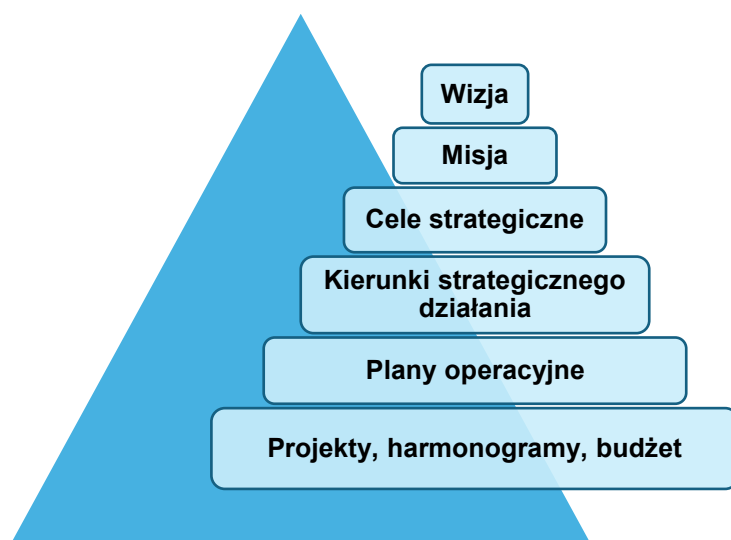 Wizja
Misja
Cele strategiczne
Kierunki strategicznego
działania
Plany operacyjne
Projekty, harmonogramy, budżet